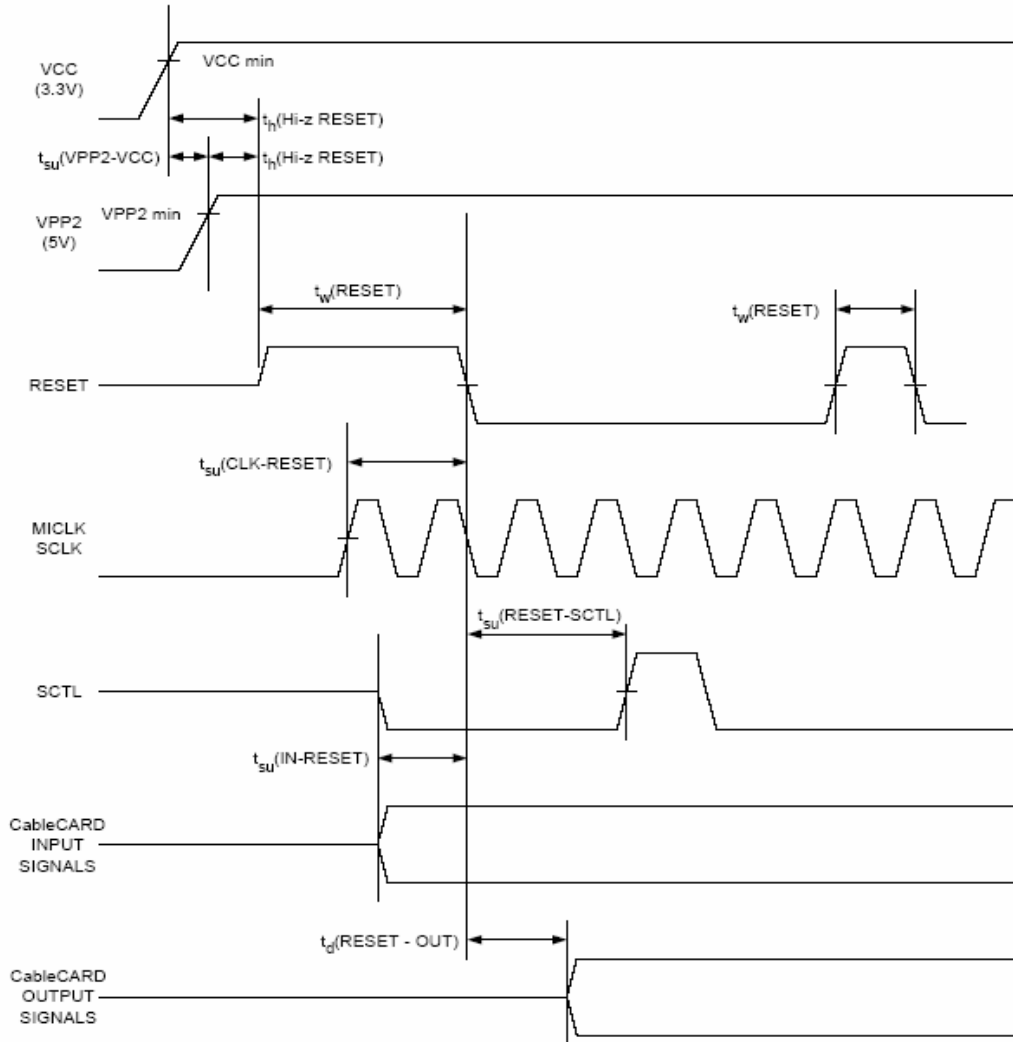 VCC
(3.3V)
VCC min
th(Hi-z RESET)
tsu(VPP2-VCC)
th(Hi-z RESET)
VPP2 min
VPP2
(5V)
tw(RESET)
tw(RESET)
RESET
tsu(CLK-RESET)
MICLK
SCLK
tsu(RESET-SCTL)
SCTL
tsu(IN-RESET)
CableCARD
INPUT
SIGNALS
td(RESET - OUT)
CableCARD
OUTPUT
SIGNALS